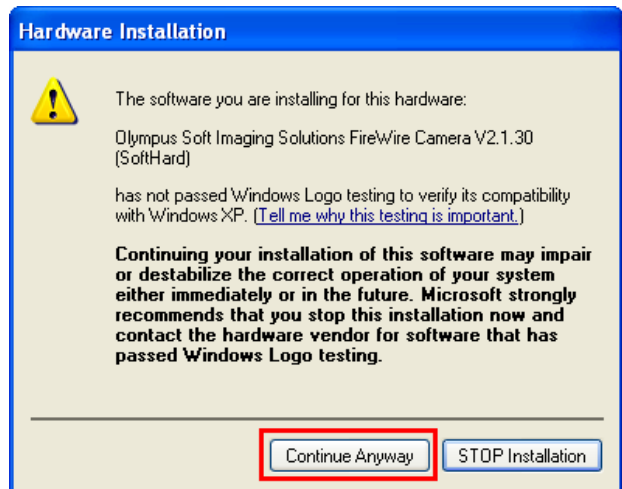 Hardware Installation
The software you are installing for this hardware:
Olympus Soft Imaging Solutions FireWire Camera V2.1.30
(SoftHard)
has not passed Windows Logo testing to verify its compatibility
with Windows XP. (Tell me why this testing is important.)
Continuing your installation of this software may impair
or destabilize the correct operation of your system
either immediately or in the future. Microsoft strongly
recommends that you stop this installation now and
contact the hardware vendor for software that has
passed Windows Logo testing.
Continue Anyway
STOP Installation